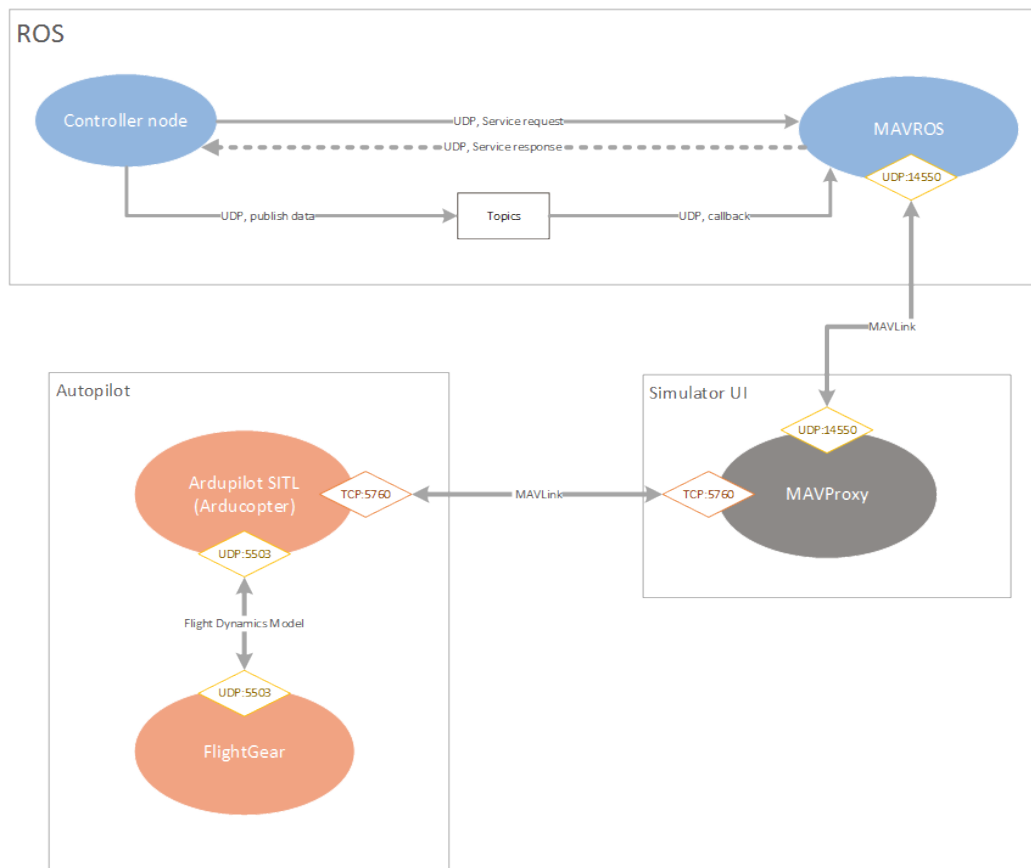 ROS
Controller node
UDP, Service request
MAVROS
UDP, Service response
UDP:14550
UDP, publish data
Topics
UDP, callback
MAVLink
Autopilot
Simulator UI
UDP:14550
Ardupilot SITL
(Arducopter)
TCP:5760
MAVLink
TCP:5760
MAVProxy
UDP:5503
Flight Dynamics Model
UDP:5503
FlightGear